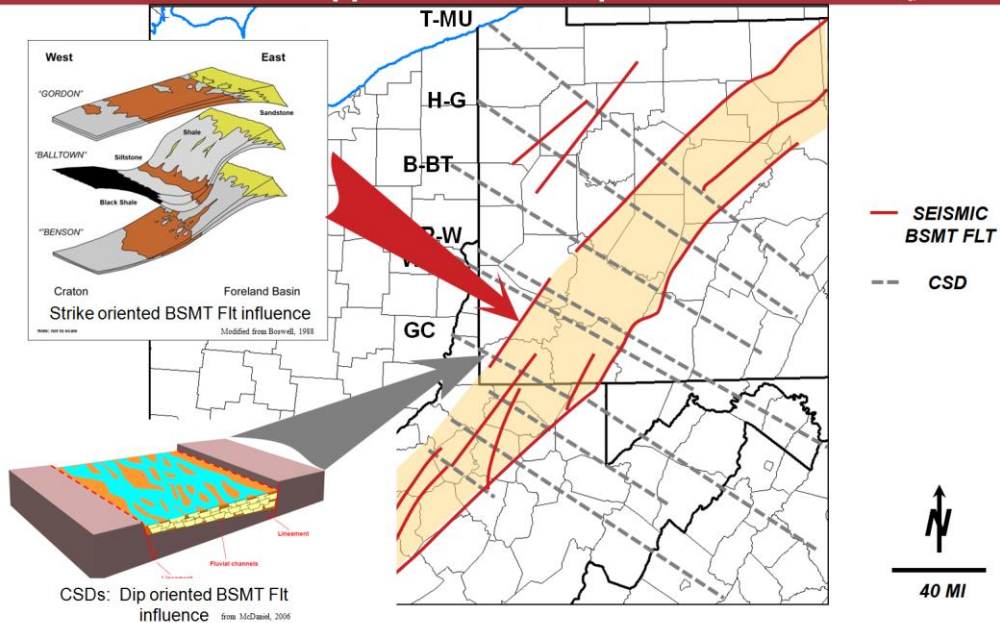 T-MU
West
East
"GORDON"
Sandstone
H-G
Shale
"BALLTOWN"
Siltstone
B-BT
Black Shale
"BENSON"
SEISMIC
BSMT FLT
CSD
Craton
Foreland Basin
Strike oriented BSMT Flt influence
Modified from Boswell, 1988
GC
Lineament
Fluvial channels
CSDs: Dip oriented BSMT Flt
influence
from McDaniel, 2006
N
40 MI